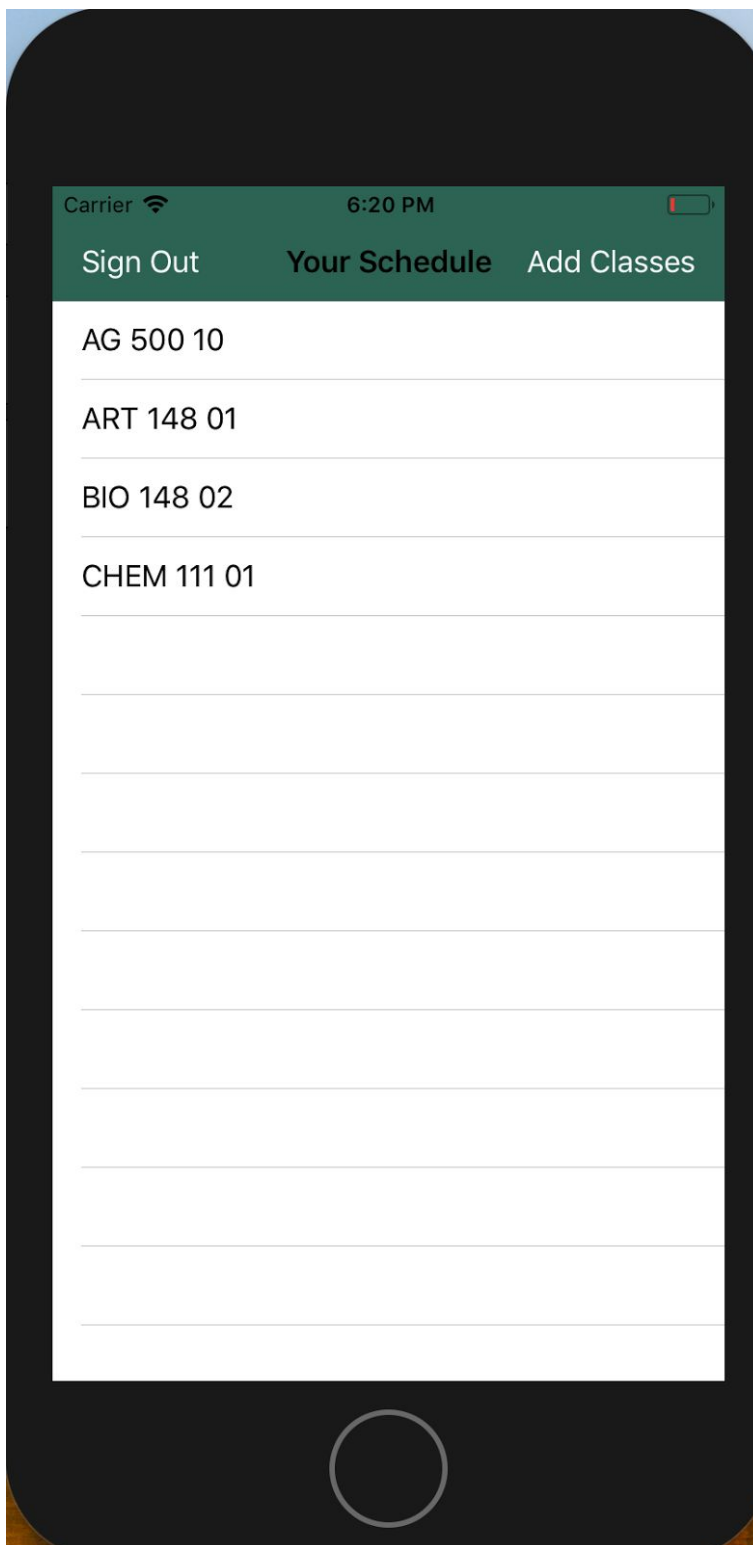 Carrier 6:20 PM
Sign Out Your Schedule Add Classes
AG 500 10
ART 148 01
BIO 148 02
CHEM 111 01